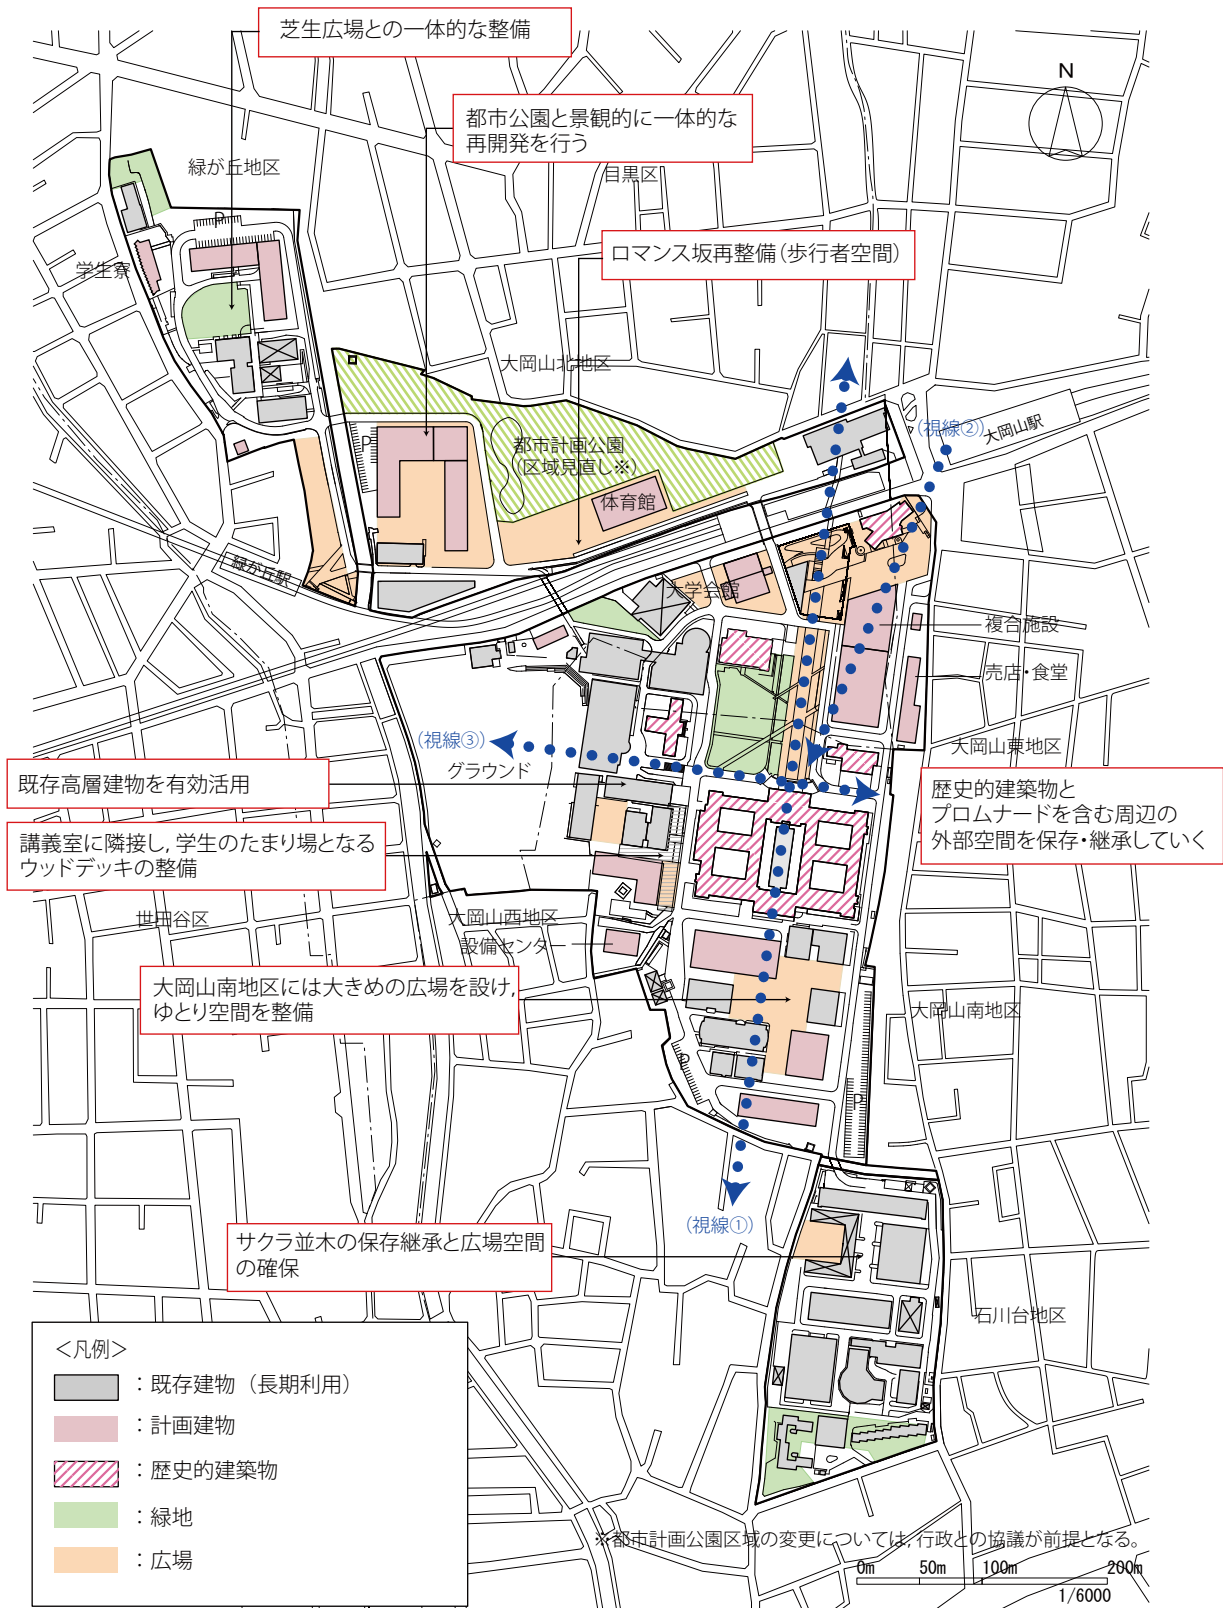 芝生広場との一体的な整備
都市公園と景観的に一体的な
再開発を行う
N
緑が丘地区
目黒区
P
学生寮
ロマンス坂再整備(歩行者空間)
大岡山北地区
(視線②)
大岡山駅
P
都市計画公園
(区域見直し※)
体育館
緑が丘駅
大学会館
複合施設
売店・食堂
(視線③)
大岡山東地区
グラウンド
既存高層建物を有効活用
歴史的建築物と
プロムナードを含む周辺の
外部空間を保存・継承していく
講義室に隣接し,学生のたまり場となる
ウッドデッキの整備
世田谷区
大岡山西地区
設備センター
大岡山南地区には大きめの広場を設け,
ゆとり空間を整備
大岡山南地区
P
P
(視線①)
サクラ並木の保存継承と広場空間
の確保
石川台地区
<凡例>
:既存建物(長期利用)
:計画建物
:歴史的建築物
:緑地
:広場
※都市計画公園区域の変更については,行政との協議が前提となる。
0m 50m 100m 200m
1/6000